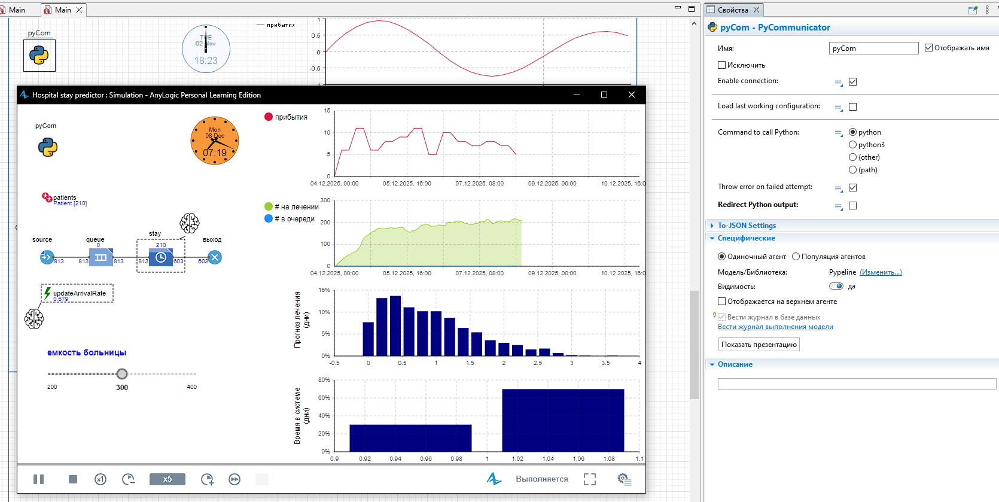 Main
Main
Свойства
pyCom
TUE
02 Nov
18:23
прибытия
1
0.5
0
-0.5
Hospital stay predictor : Simulation - AnyLogic Personal Learning Edition
pyCom
Mon
08 Dec
07:19
прибытия
15
10
5
0
04.12.2025, 00:00
05.12.2025, 16:00
07.12.2025, 08:00
09.12.2025, 00:00
10.12.2025, 16:0
patients
Patient [210]
# на лечении
# в очереди
300
200
100
0
04.12.2025, 00:00
05.12.2025, 16:00
07.12.2025, 08:00
09.12.2025, 00:00
10.12.2025, 16:0
source
queue
stay
выход
0
210
813
813
813
813
603
603
updateArrivalRate
0.679
Прогноз лечения
(дни)
15%
10%
5%
0%
-0.5
0
0.5
1
1.5
2
2.5
3
3.5
4
емкость больницы
200
300
400
Время в системе
(дни)
80%
60%
40%
20%
0%
0.9
0.92
0.94
0.96
0.98
1
1.02
1.04
1.06
1.08
1.1
x1
x5
Выполняется
pyCom - PyCommunicator
Имя:
pyCom
Отображать имя
Исключить
Enable connection:
Load last working configuration:
Command to call Python:
python
python3
(other)
(path)
Throw error on failed attempt:
Redirect Python output:
To-JSON Settings
Специфические
Одиночный агент
Популяция агентов
Модель/Библиотека:
Pypeline (Изменить...)
Видимость:
да
Отображается на верхнем агенте
Вести журнал в базе данных
Вести журнал выполнения модели
Показать презентацию
Описание